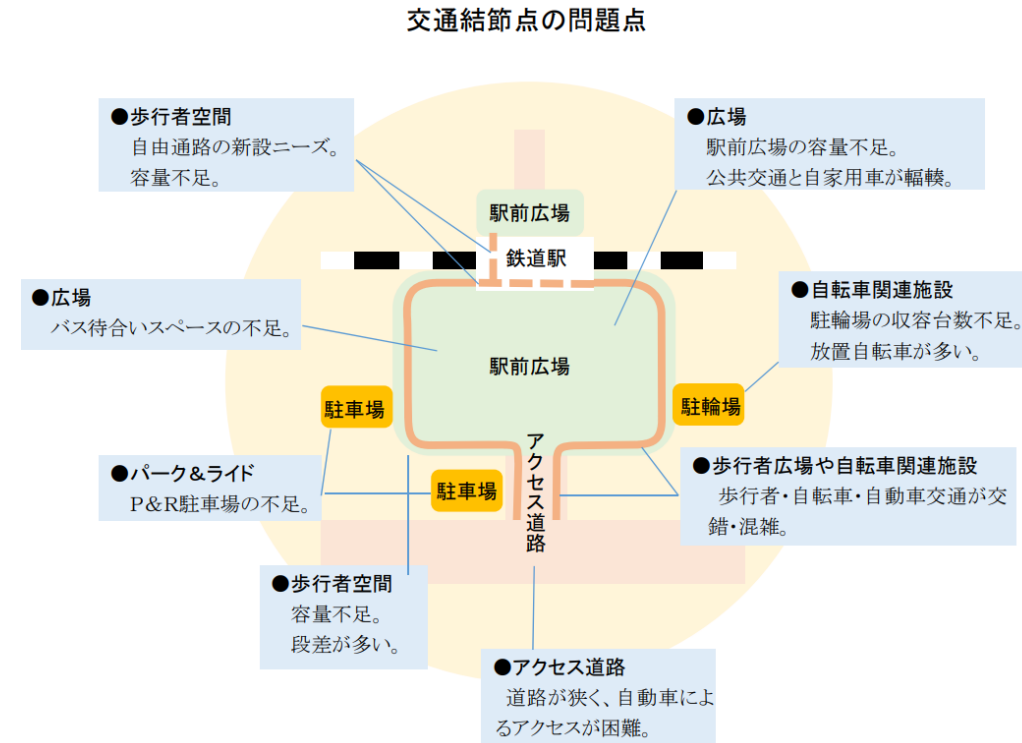 交通結節点の問題点
●歩行者空間
自由通路の新設ニーズ。
容量不足。
●広場
駅前広場の容量不足。
公共交通と自家用車が輻輳。
駅前広場
鉄道駅
●広場
バス待合いスペースの不足。
●自転車関連施設
駐輪場の収容台数不足。
放置自転車が多い。
駅前広場
駐車場
駐輪場
アクセス道路
●パーク&ライド
P&R駐車場の不足。
駐車場
●歩行者広場や自転車関連施設
歩行者・自転車・自動車交通が交
錯・混雑。
●歩行者空間
容量不足。
段差が多い。
●アクセス道路
道路が狭く、自動車によ
るアクセスが困難。